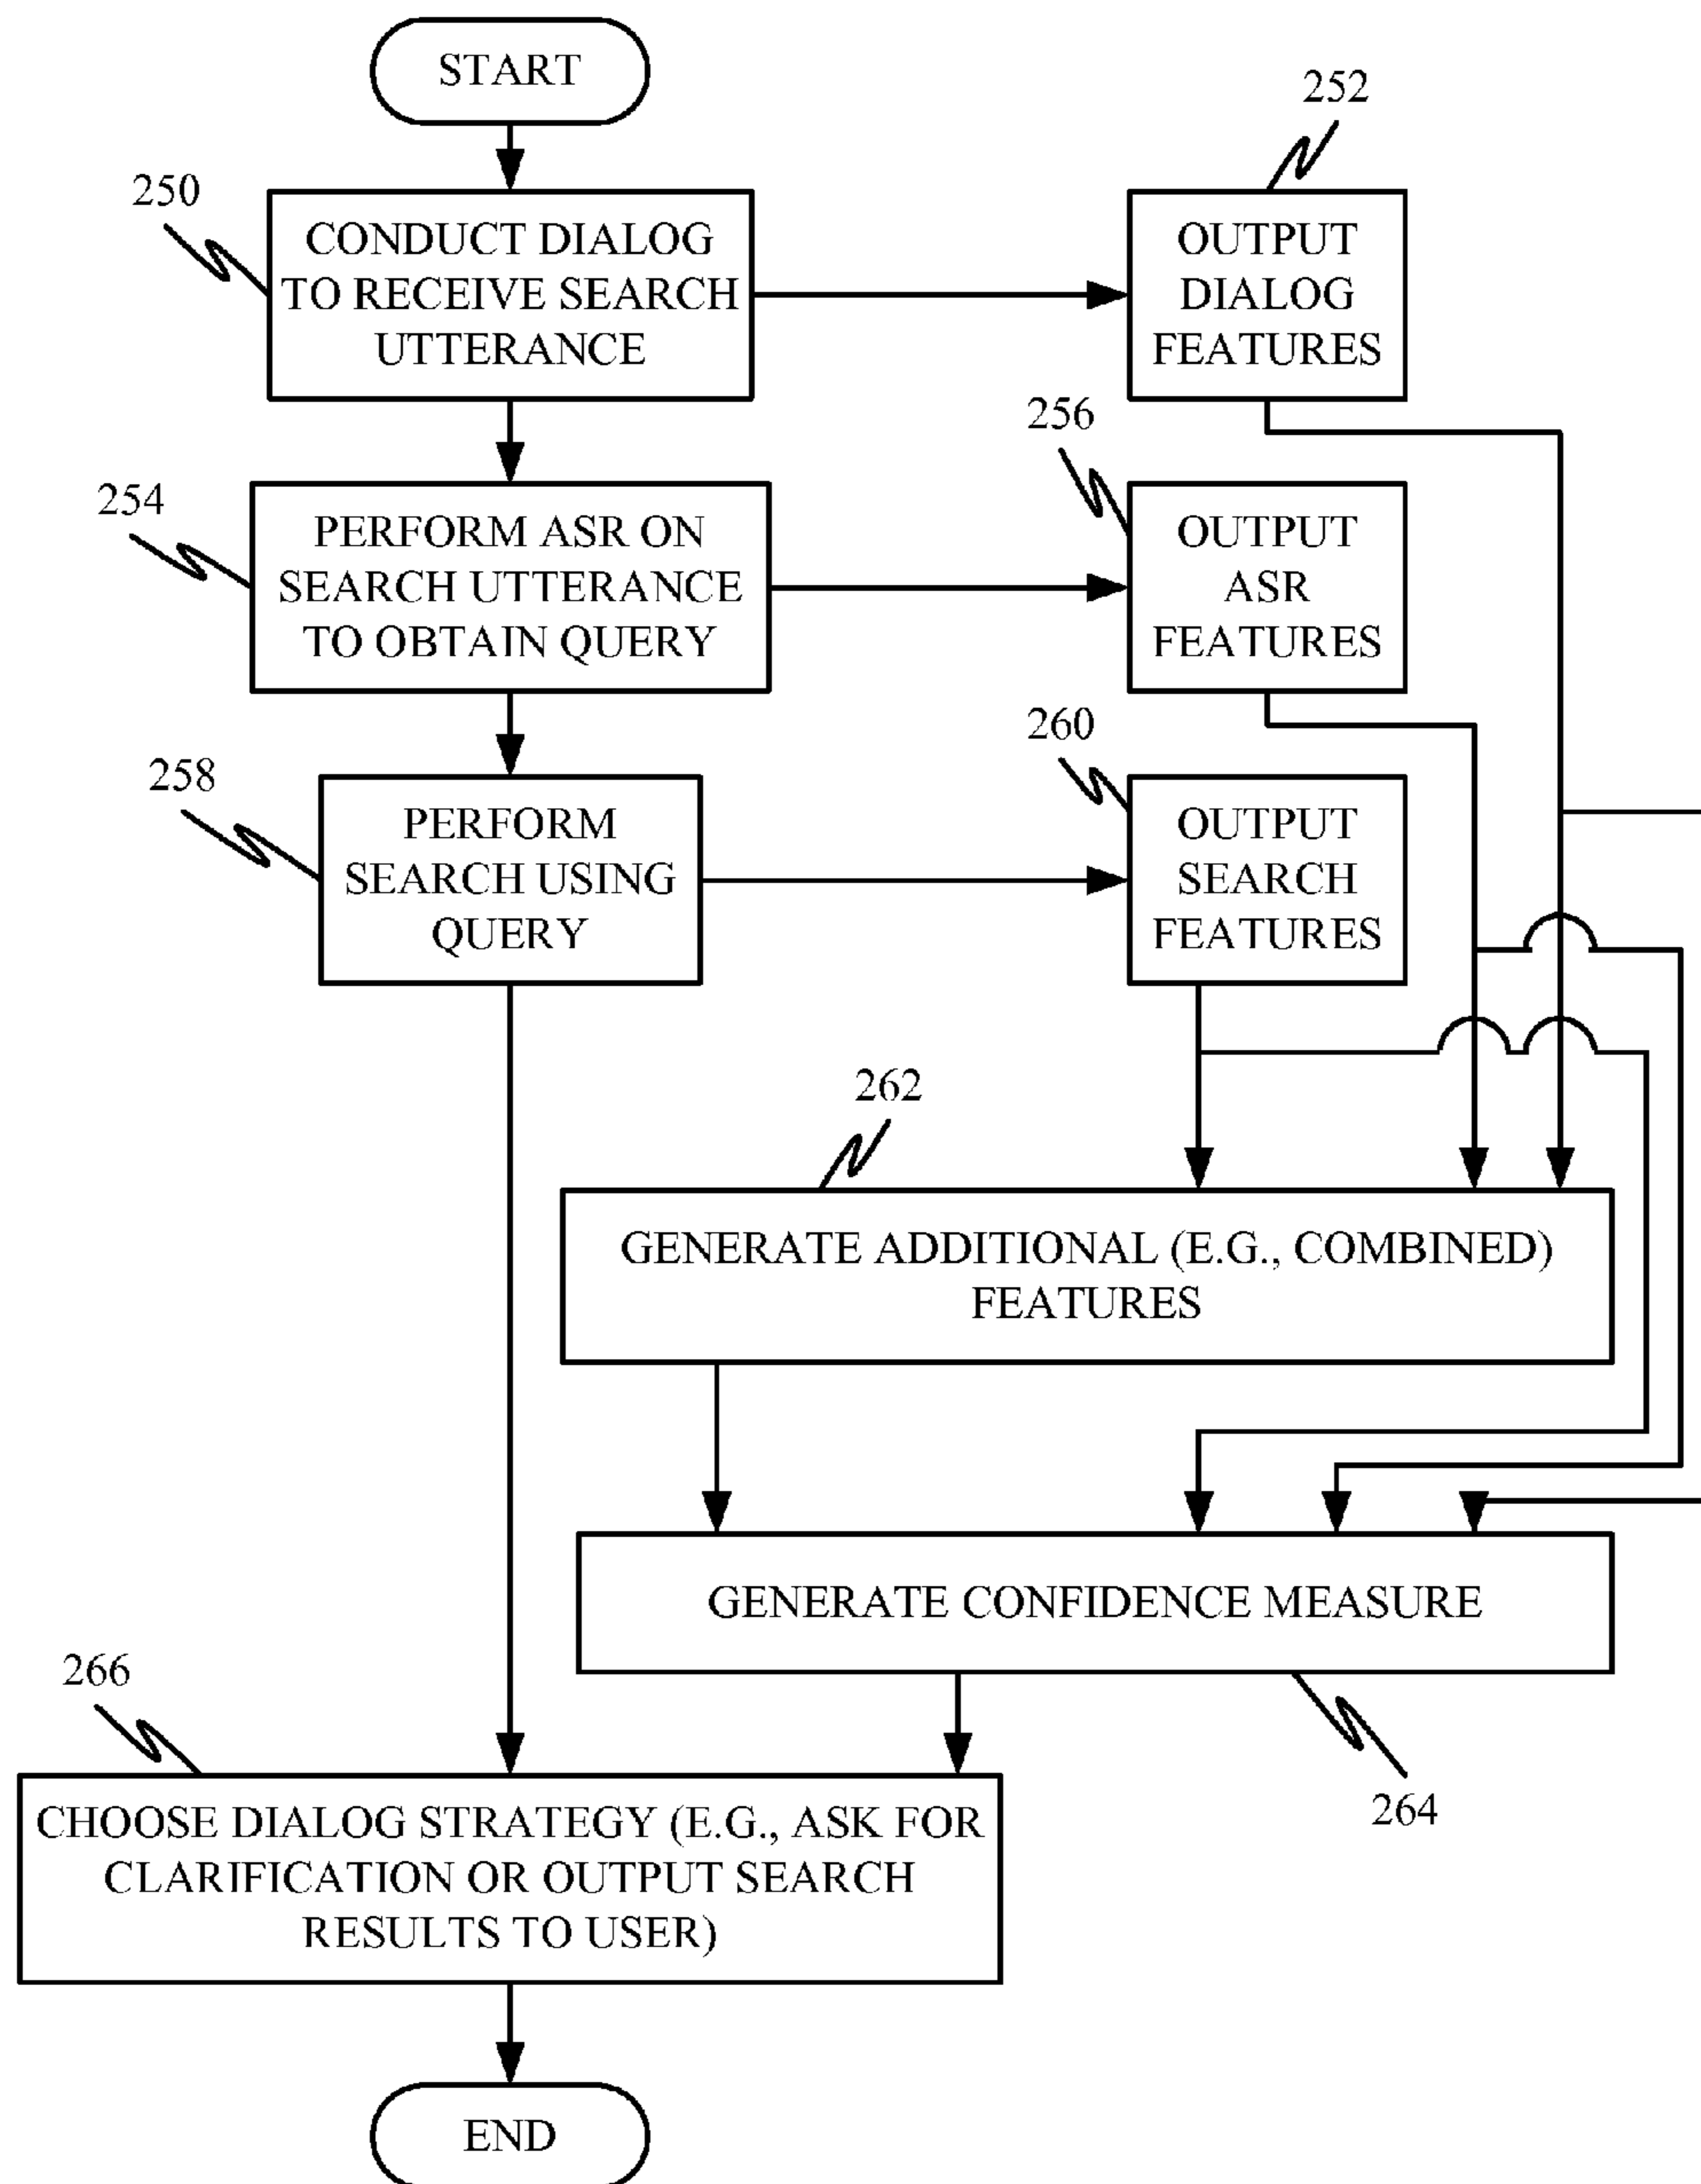 START
252
250
CONDUCT DIALOG
TO RECEIVE SEARCH
UTTERANCE
OUTPUT
DIALOG
FEATURES
256
254
PERFORM ASR ON
SEARCH UTTERANCE
TO OBTAIN QUERY
OUTPUT
ASR
FEATURES
260
258
PERFORM
SEARCH USING
QUERY
OUTPUT
SEARCH
FEATURES
262
GENERATE ADDITIONAL (E.G., COMBINED)
FEATURES
GENERATE CONFIDENCE MEASURE
266
264
CHOOSE DIALOG STRATEGY (E.G., ASK FOR
CLARIFICATION OR OUTPUT SEARCH
RESULTS TO USER)
END